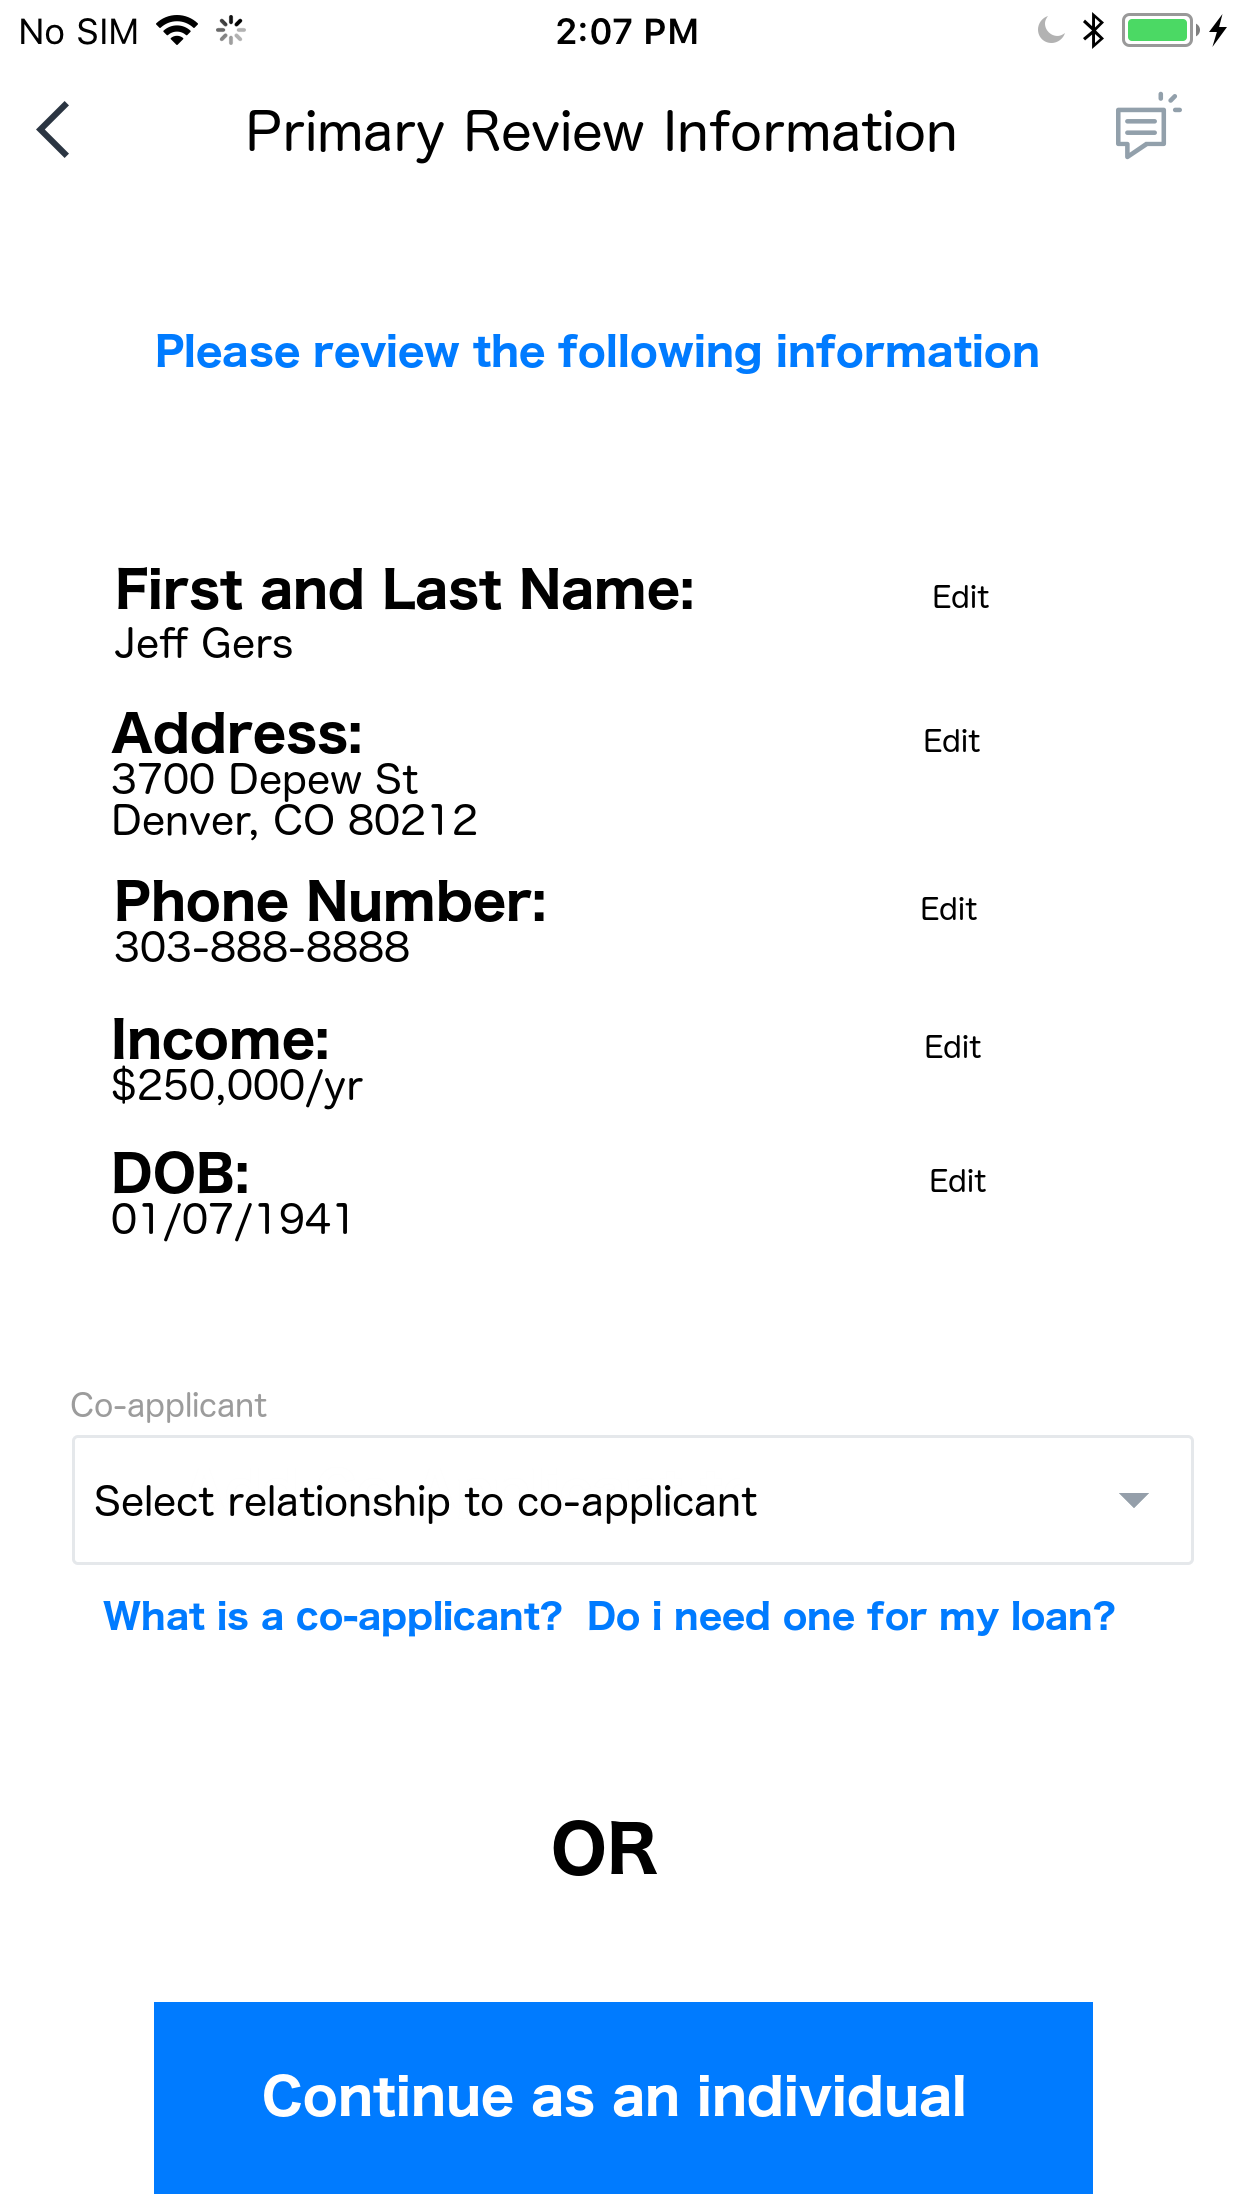 No SIM 2:07 PM
Primary Review Information
Please review the following information
First and Last Name: Edit
Jeff Gers
Address: Edit
3700 Depew St
Denver, CO 80212
Phone Number: Edit
303-888-8888
Income: Edit
$250,000/yr
DOB: Edit
01/07/1941
Co-applicant
Select relationship to co-applicant
What is a co-applicant?  Do i need one for my loan?
OR
Continue as an individual